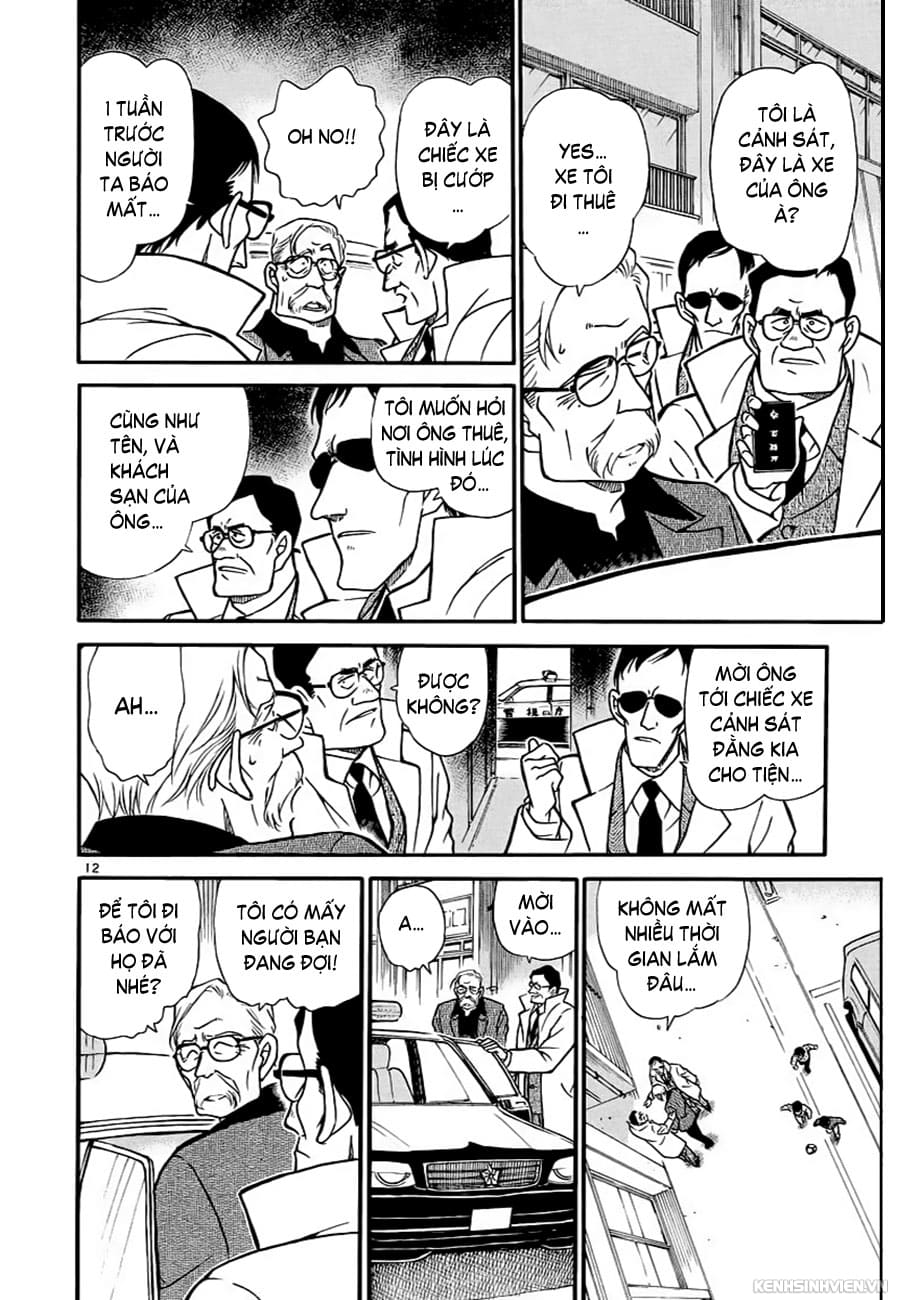 TÔI LÀ
CẢNH SÁT,
ĐÂY LÀ XE
CỦA ÔNG
À?
YES...
XE TÔI
ĐI THUÊ
...
ĐÂY LÀ
CHIẾC XE
BỊ CƯỚP
...
OH NO!!
1 TUẦN
TRƯỚC
NGƯỜI
TA BÁO
MẤT...
TÔI MUỐN HỎI
NƠI ÔNG THUÊ,
TÌNH HÌNH LÚC
ĐÓ...
CŨNG NHƯ
TÊN, VÀ
KHÁCH
SẠN CỦA
ÔNG...
MỜI ÔNG
TỚI CHIẾC XE
CẢNH SÁT
ĐẰNG KIA
CHO TIỆN...
ĐƯỢC
KHÔNG?
AH...
12
KHÔNG MẤT
NHIỀU THỜI
GIAN LẮM
ĐÂU...
MỜI
VÀO...
A...
TÔI CÓ MẤY
NGƯỜI BẠN
ĐANG ĐỢI!
ĐỂ TÔI ĐI
BÁO VỚI
HỌ ĐÃ
NHÉ?
KENHSINHVIEN.VN